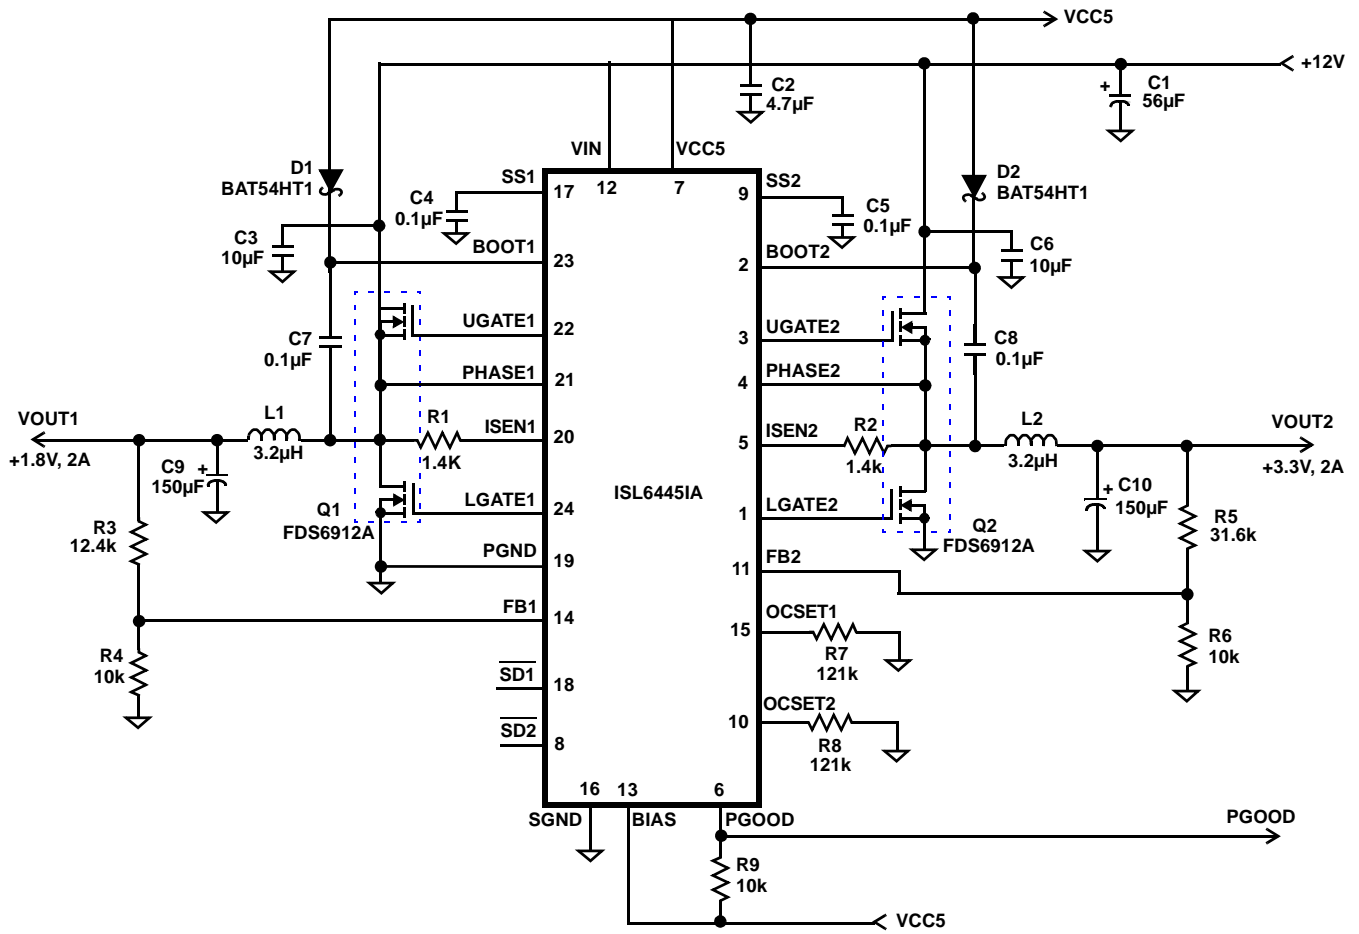 VCC5
+12V
C2
4.7µF
C1
+
56µF
VIN
VCC5
D1
BAT54HT1
SS1
17
12
7
9
SS2
D2
BAT54HT1
C4
0.1µF
C5
0.1µF
C3
10µF
BOOT1
23
2
BOOT2
C6
10µF
UGATE1
22
3
UGATE2
C7
0.1µF
C8
0.1µF
PHASE1
21
4
PHASE2
VOUT1
+1.8V, 2A
L1
3.2µH
R1
1.4K
ISEN1
20
5
ISEN2
R2
1.4k
L2
3.2µH
VOUT2
+3.3V, 2A
C9
+
150µF
ISL6445IA
C10
+
150µF
Q1
FDS6912A
LGATE1
24
1
LGATE2
Q2
FDS6912A
R3
12.4k
R5
31.6k
PGND
19
11
FB2
FB1
14
15
OCSET1
R7
121k
R4
10k
R6
10k
SD1
18
10
OCSET2
R8
121k
SD2
8
16
13
6
SGND
BIAS
PGOOD
PGOOD
R9
10k
VCC5